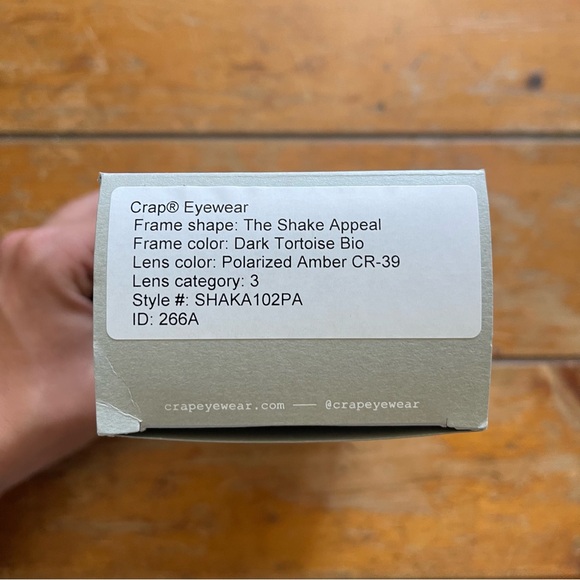 Crap® Eyewear
Frame shape: The Shake Appeal
Frame color: Dark Tortoise Bio
Lens color: Polarized Amber CR-39
Lens category: 3
Style #: SHAKA102PA
ID: 266A
crapeyewear.com —— @crapeyewear